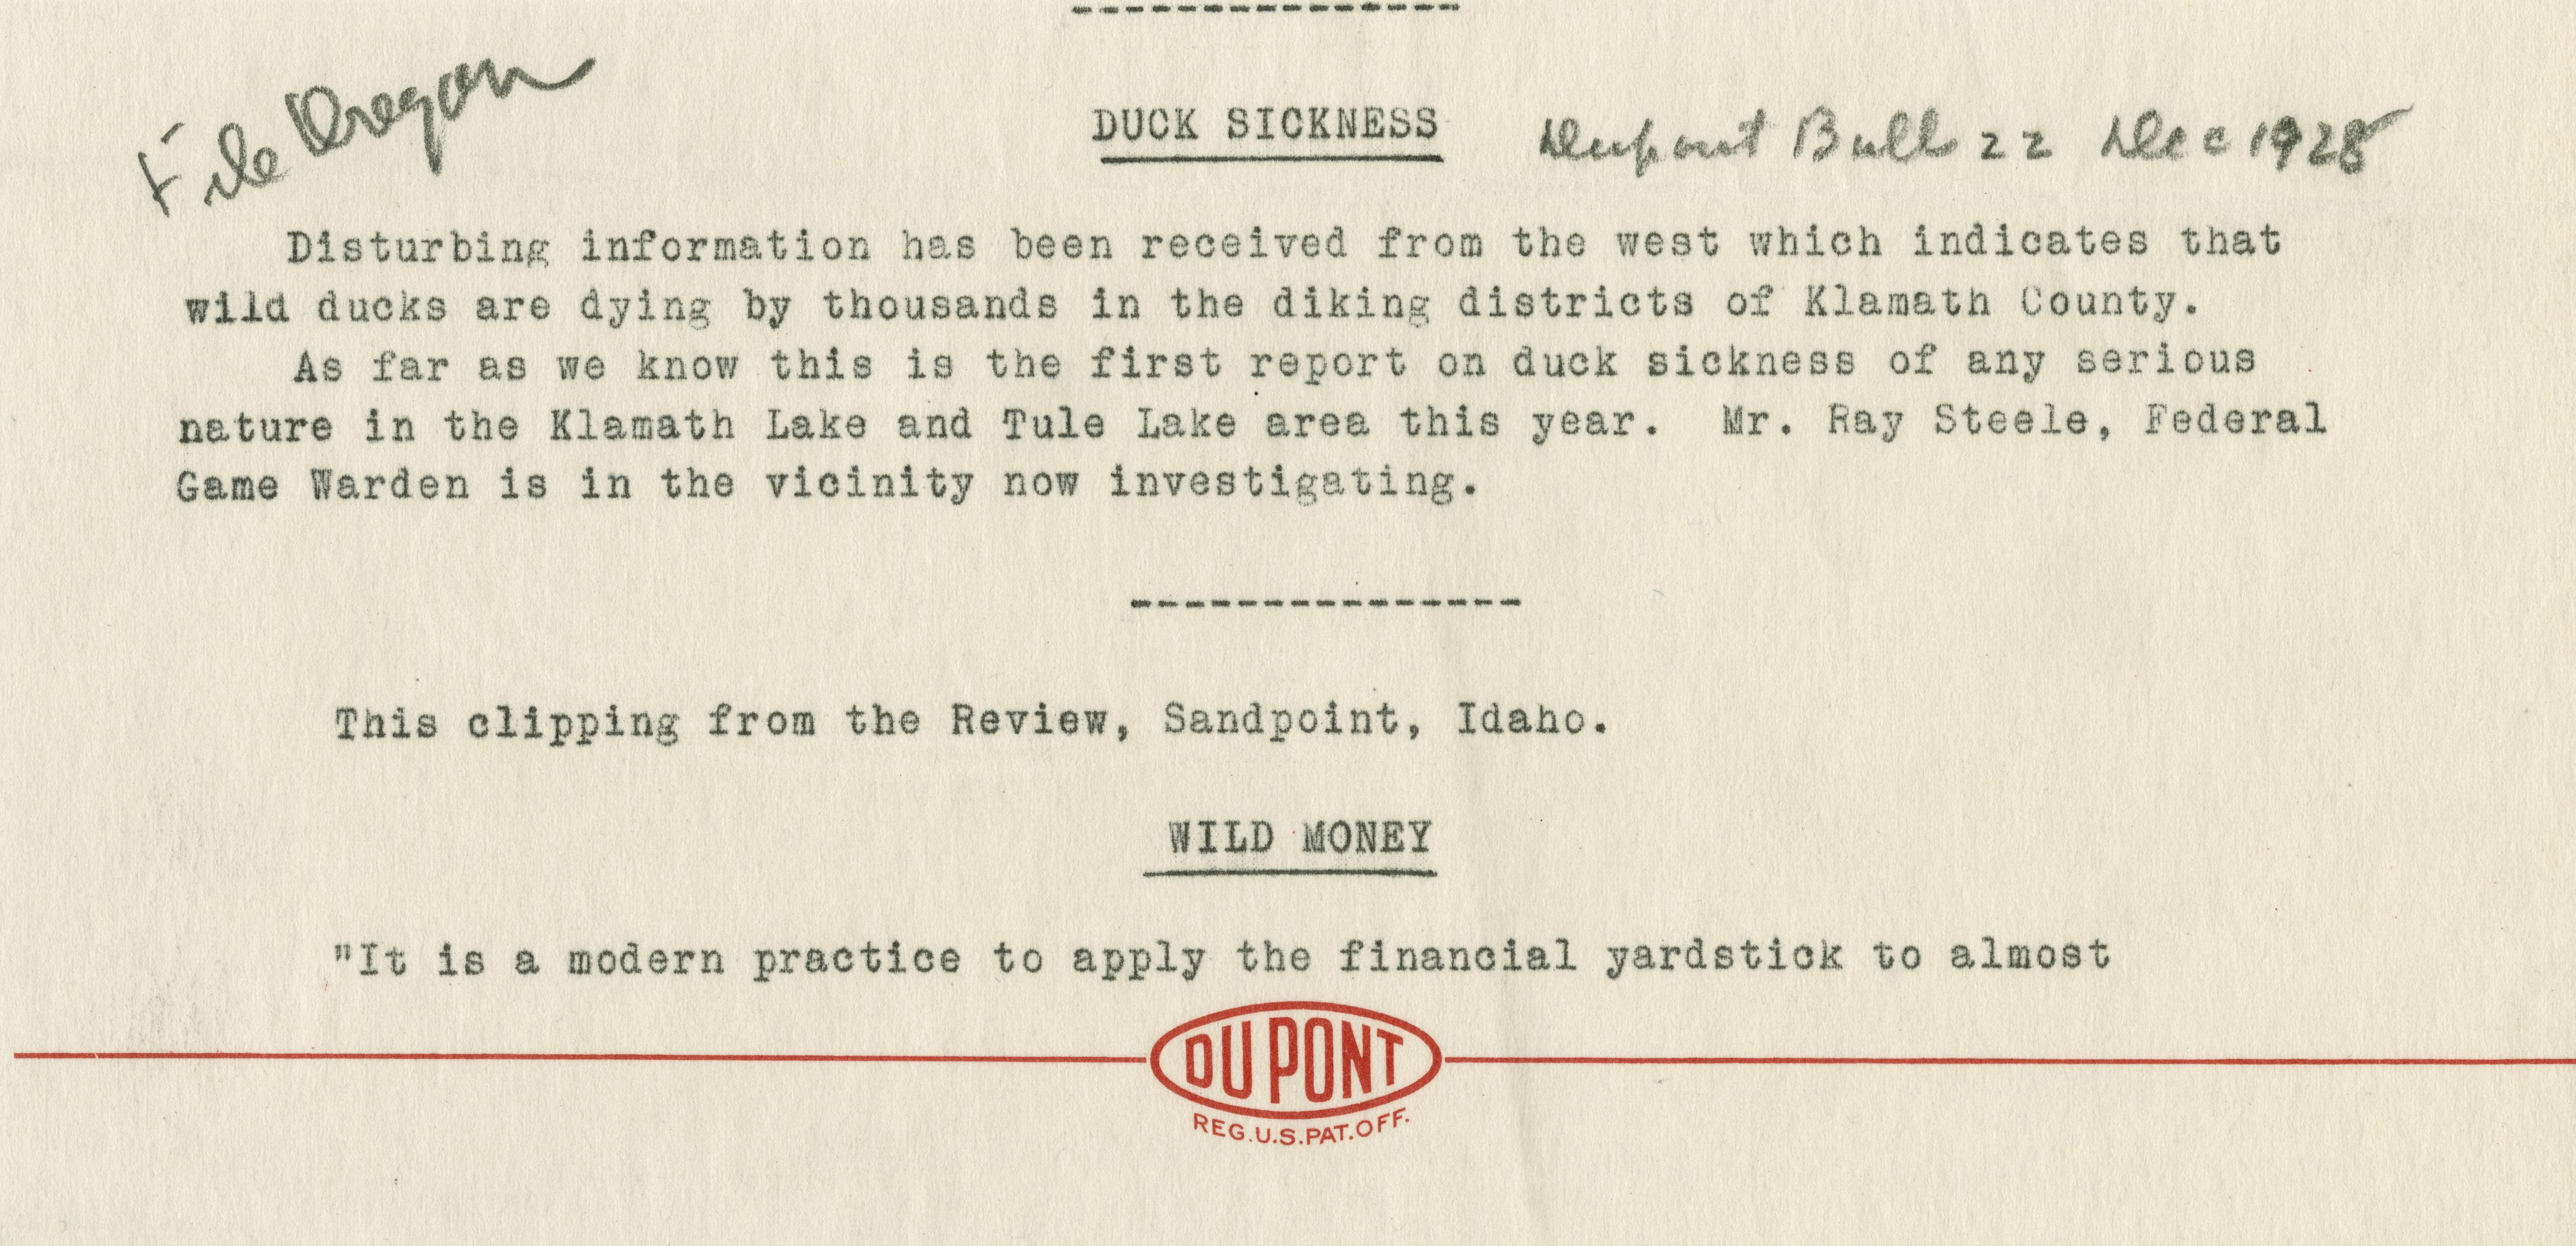 ---------------
File Oregon
DUCK SICKNESS Dupont Bull 22 Dec 1928
Disturbing information has been received from the west which indicates that
wild ducks are dying by thousands in the diking districts of Klamath County.
As far as we know this is the first report on duck sickness of any serious
nature in the Klamath Lake and Tule Lake area this year. Mr. Ray Steele, Federal
Game Warden is in the vicinity now investigating.
---------------
This clipping from the Review, Sandpoint, Idaho.
WILD MONEY
"It is a modern practice to apply the financial yardstick to almost
DU PONT
REG.U.S.PAT.OFF.